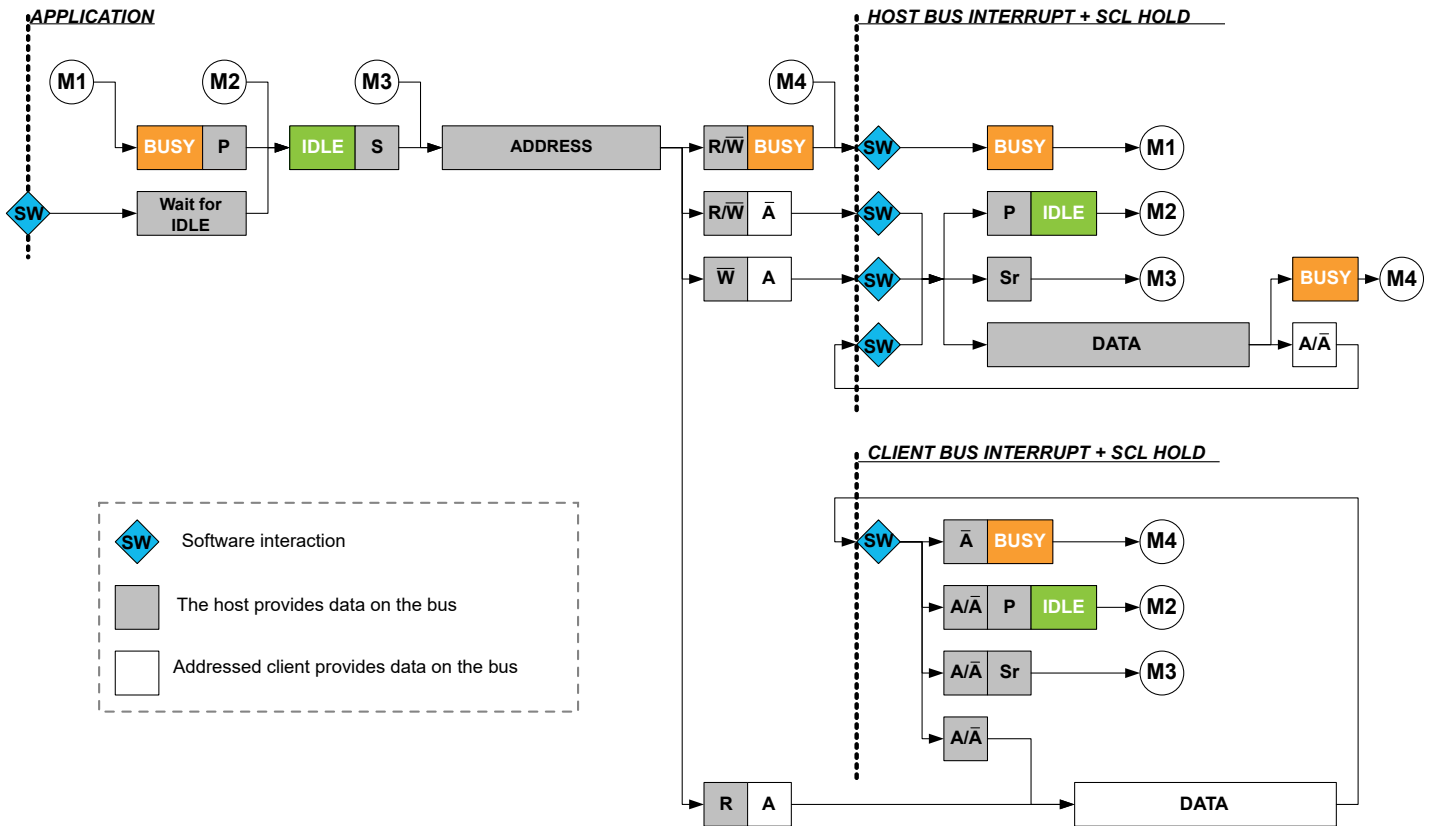 APPLICATION
HOST BUS INTERRUPT + SCL HOLD
M1
M2
M3
M4
BUSY P
IDLE S
ADDRESS
R/W̅ BUSY
SW
BUSY
M1
SW
Wait for
IDLE
R/W̅ A̅
SW
P IDLE
M2
W̅ A
SW
Sr
M3
BUSY
M4
SW
DATA
A/A̅
CLIENT BUS INTERRUPT + SCL HOLD
SW
A̅ BUSY
M4
A/A̅ P IDLE
M2
A/A̅ Sr
M3
A/A̅
R A
DATA
SW
Software interaction
The host provides data on the bus
Addressed client provides data on the bus